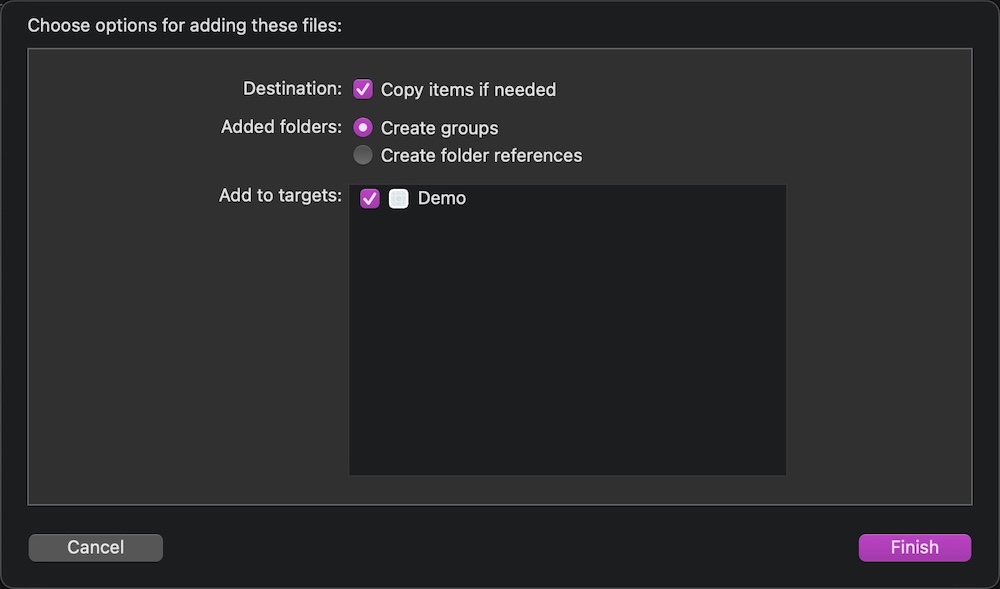 Choose options for adding these files:
Destination: Copy items if needed
Added folders: Create groups
Create folder references
Add to targets: Demo
Cancel Finish